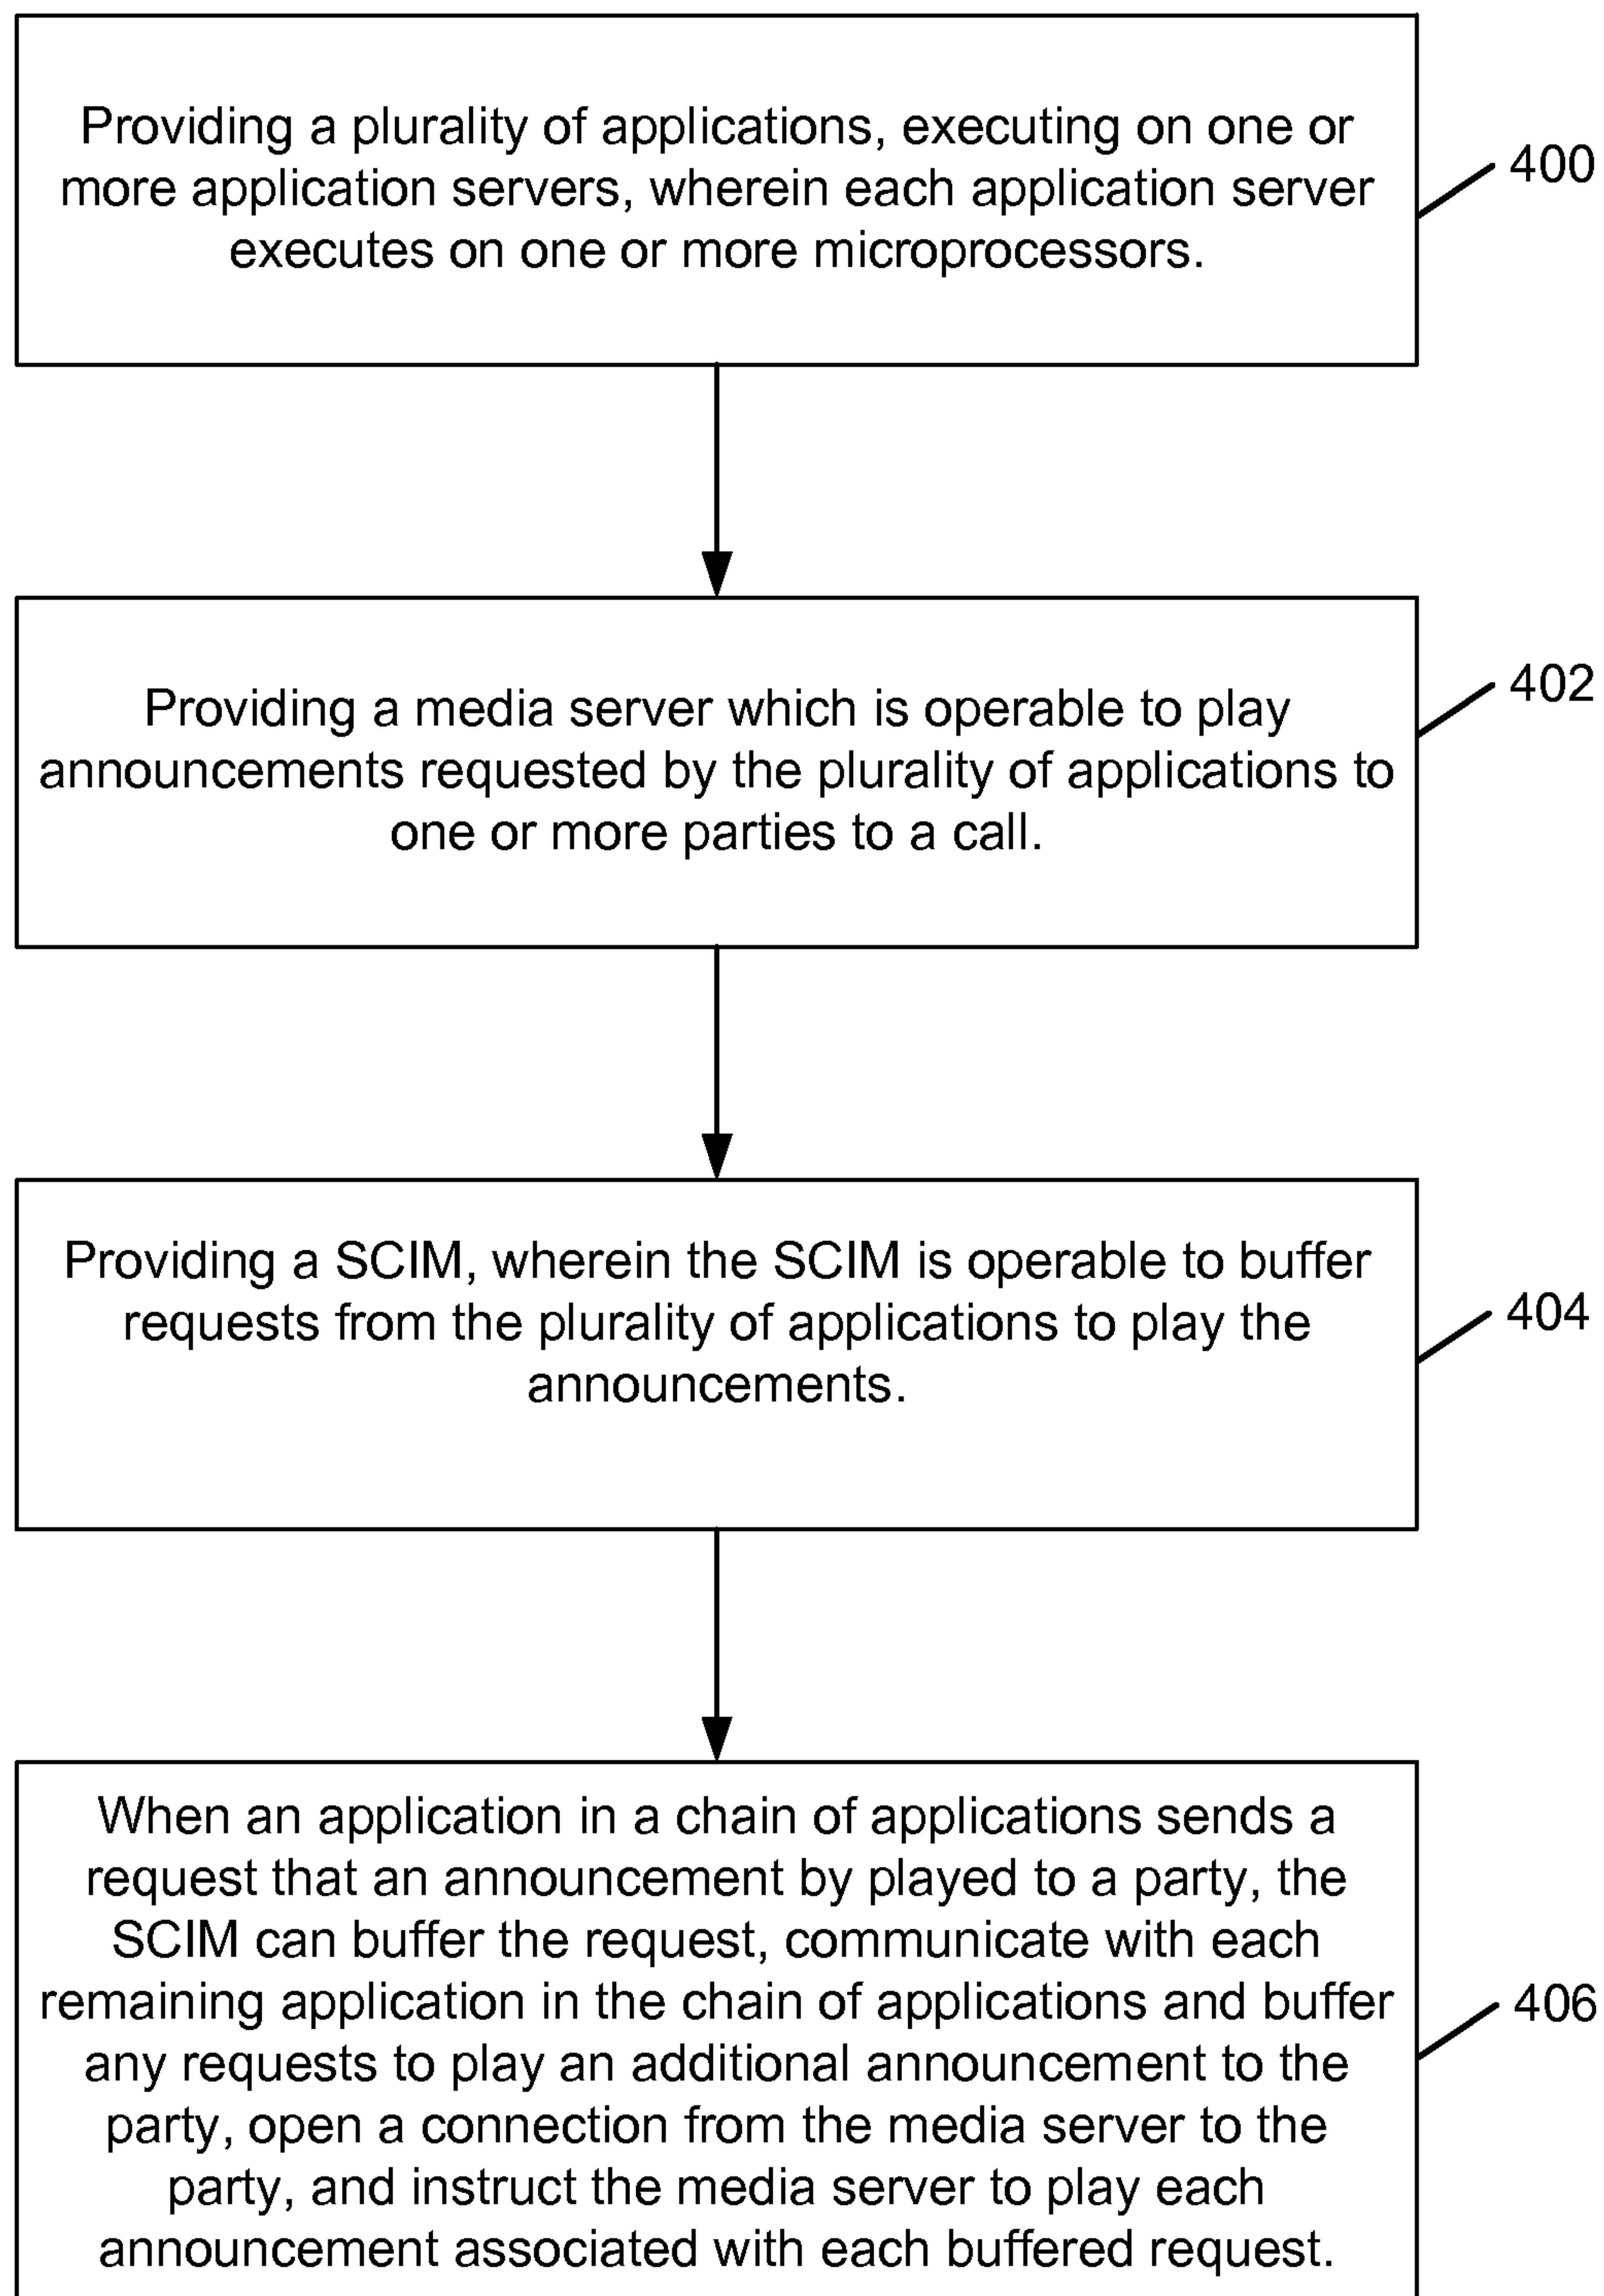 Providing a plurality of applications, executing on one or
more application servers, wherein each application server
executes on one or more microprocessors.
400
Providing a media server which is operable to play
announcements requested by the plurality of applications to
one or more parties to a call.
402
Providing a SCIM, wherein the SCIM is operable to buffer
requests from the plurality of applications to play the
announcements.
404
When an application in a chain of applications sends a
request that an announcement by played to a party, the
SCIM can buffer the request, communicate with each
remaining application in the chain of applications and buffer
any requests to play an additional announcement to the
party, open a connection from the media server to the
party, and instruct the media server to play each
announcement associated with each buffered request.
406